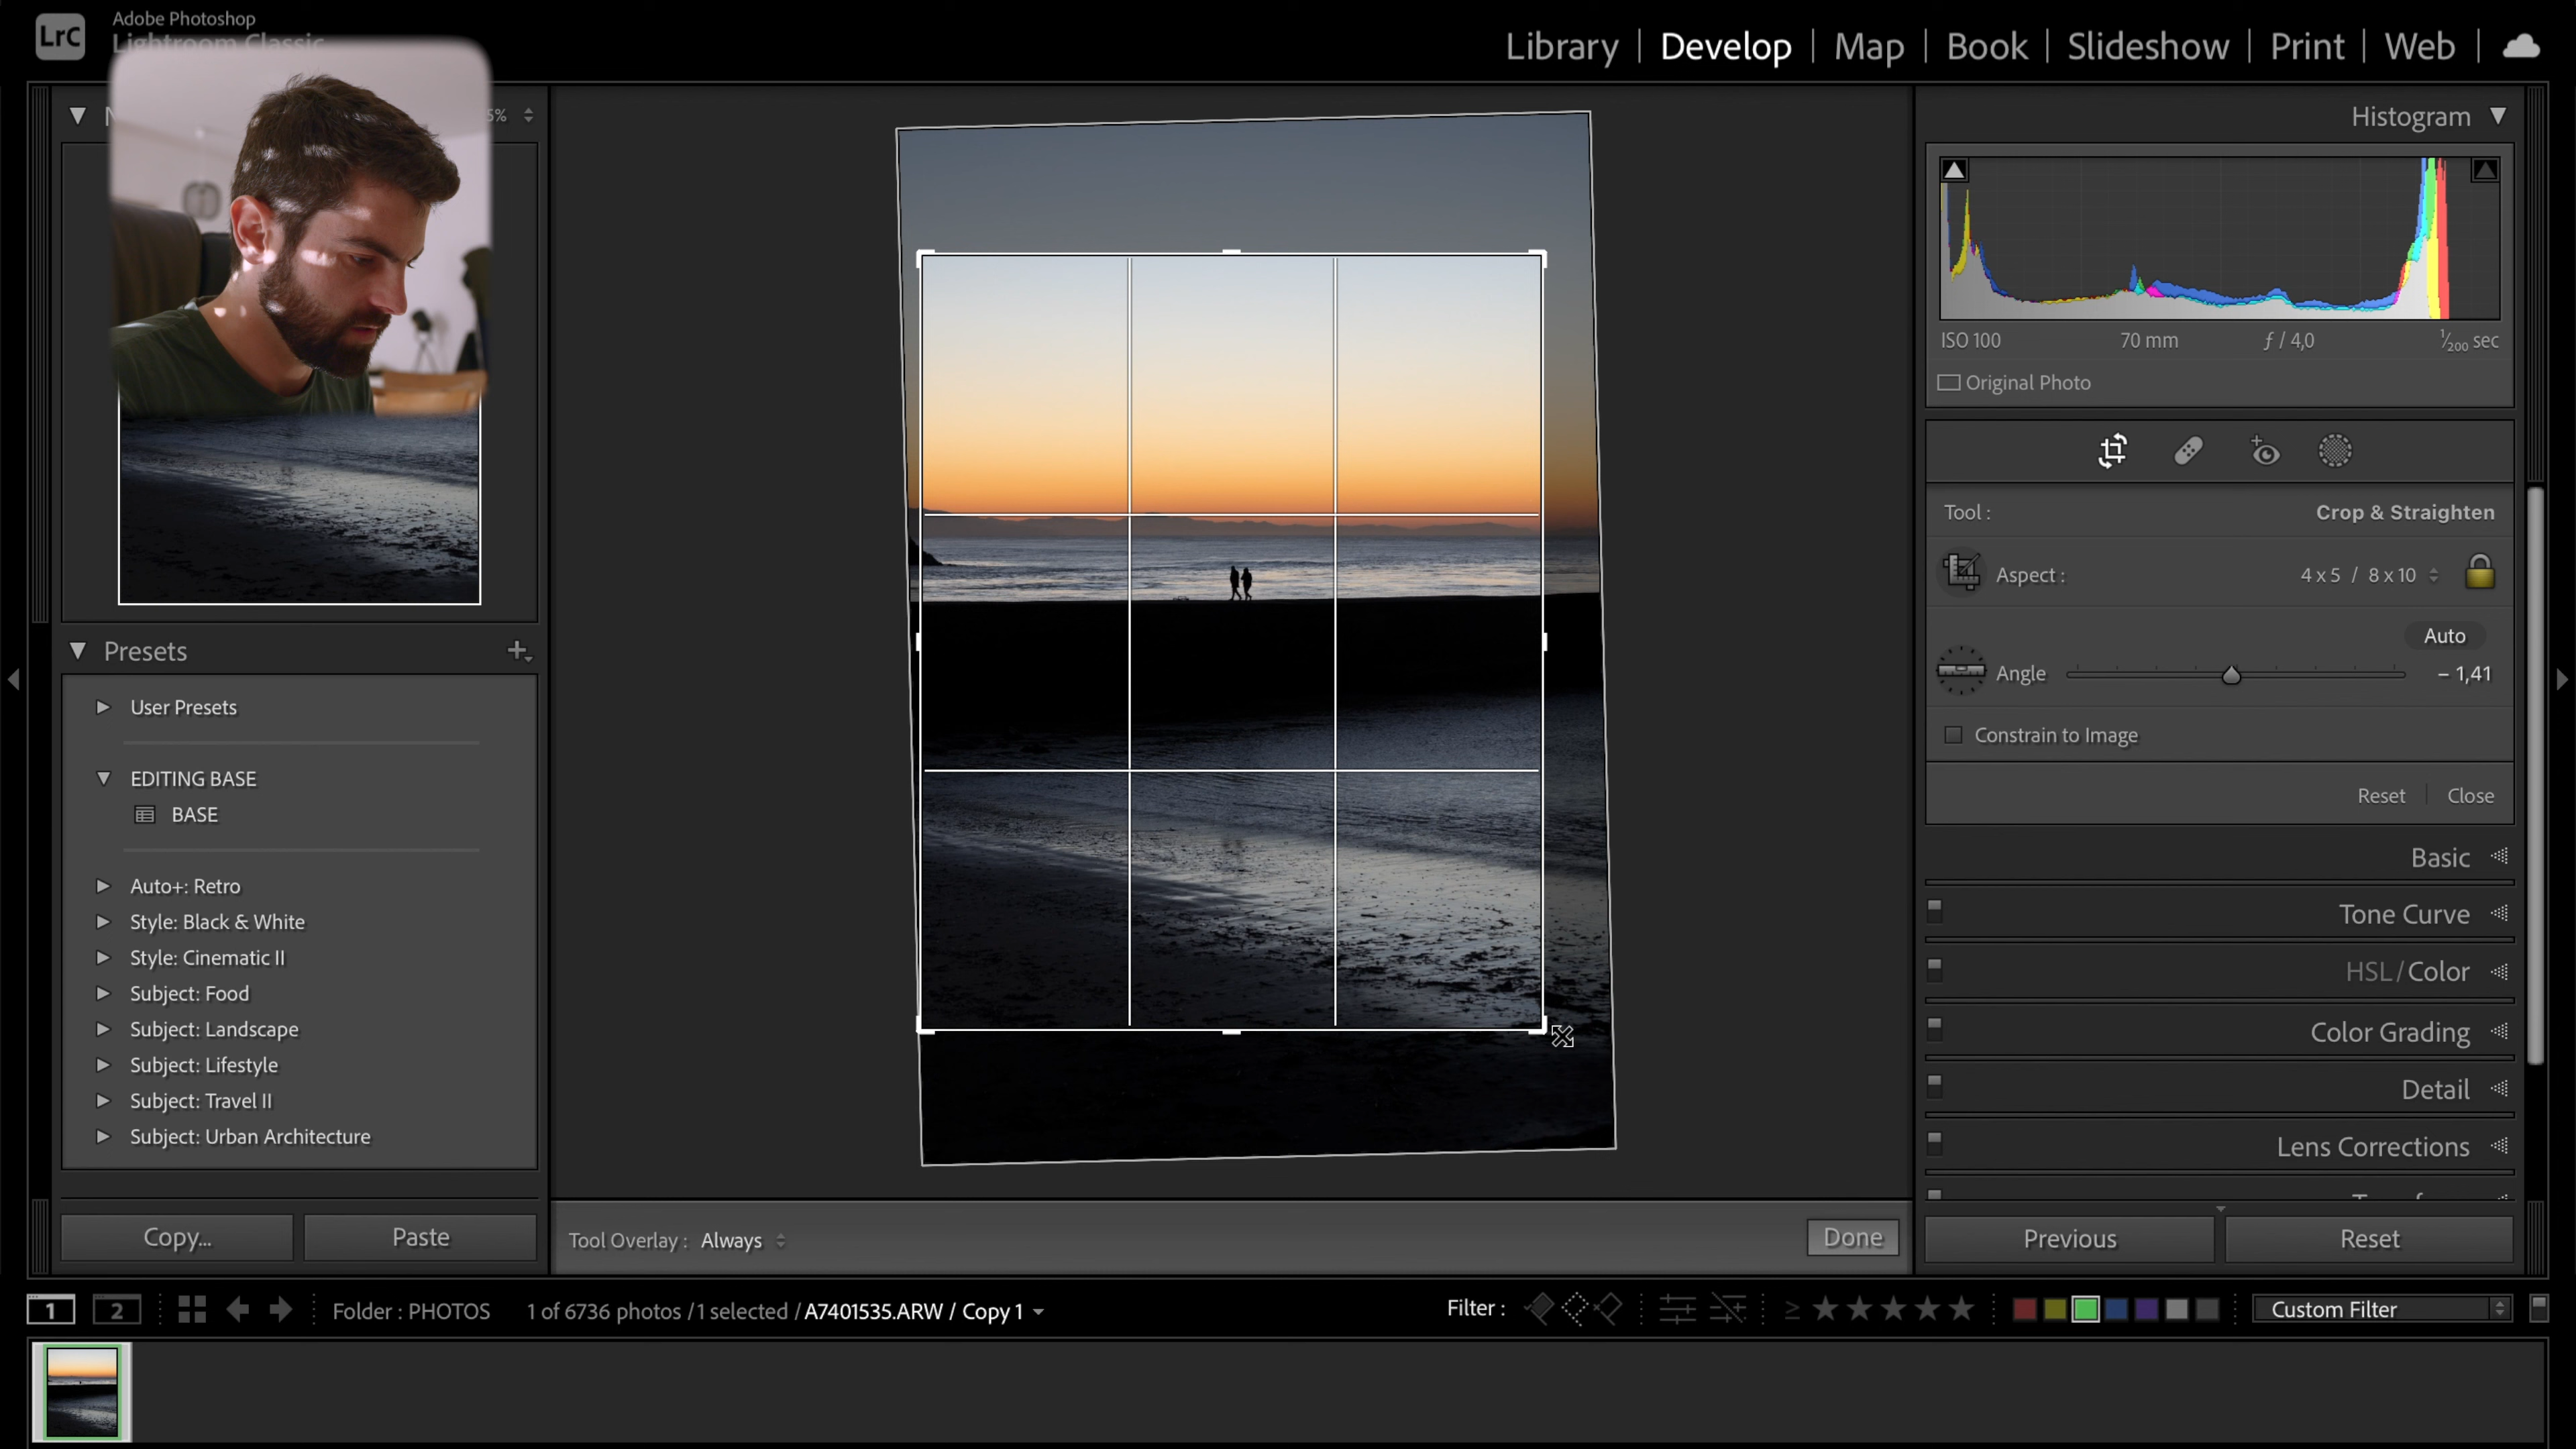 LrC
Adobe Photoshop
Lightroom Classic
Library | Develop | Map | Book | Slideshow | Print | Web
Histogram
ISO 100 70 mm ƒ / 4,0 1/200 sec
Original Photo
Tool : Crop & Straighten
Aspect : 4 x 5 / 8 x 10
Auto
Angle – 1,41
Constrain to Image
Reset Close
Basic
Tone Curve
HSL / Color
Color Grading
Detail
Lens Corrections
Previous Reset
Presets
User Presets
EDITING BASE
BASE
Auto+: Retro
Style: Black & White
Style: Cinematic II
Subject: Food
Subject: Landscape
Subject: Lifestyle
Subject: Travel II
Subject: Urban Architecture
Copy... Paste
Tool Overlay : Always
Done
1 2 Folder : PHOTOS 1 of 6736 photos / 1 selected / A7401535.ARW / Copy 1
Filter : ≥ Custom Filter